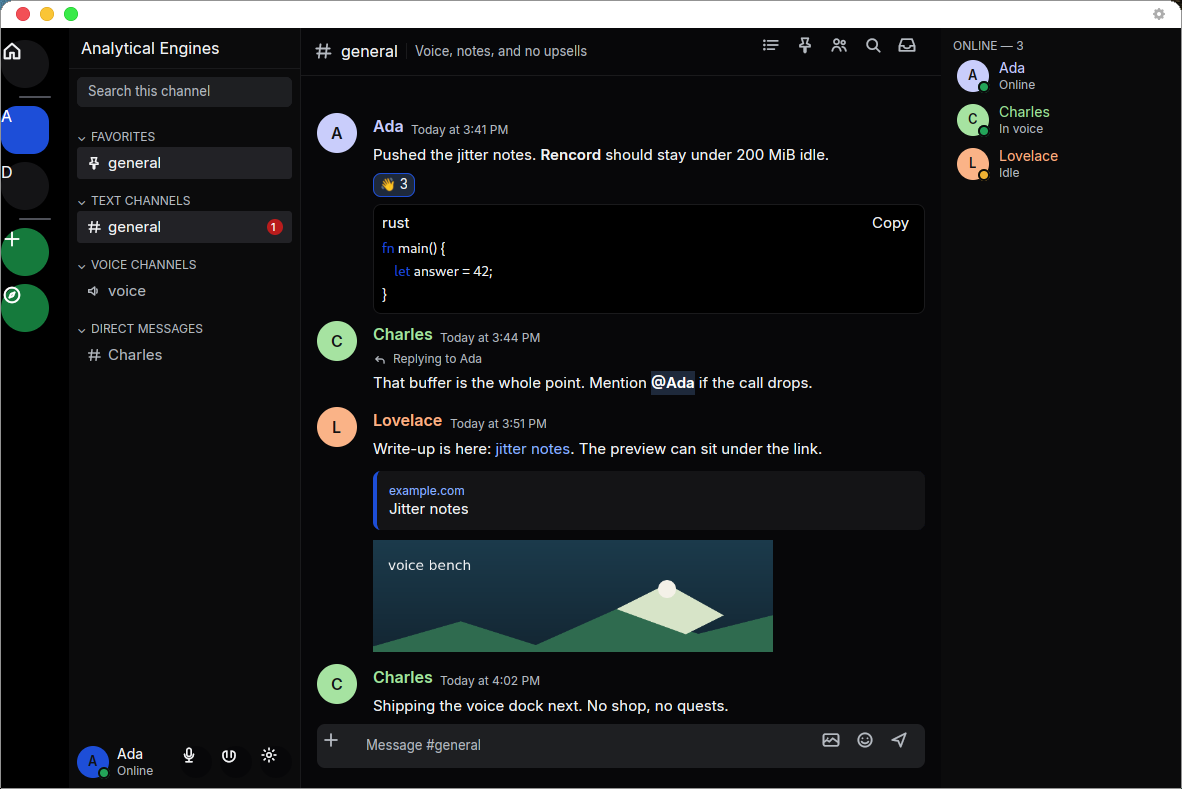 Analytical Engines
Search this channel
A
D
FAVORITES
general
TEXT CHANNELS
# general 1
VOICE CHANNELS
voice
DIRECT MESSAGES
# Charles
A
Ada
Online
# general Voice, notes, and no upsells
A
Ada Today at 3:41 PM
Pushed the jitter notes. Rencord should stay under 200 MiB idle.
👋 3
rust Copy
fn main() {
let answer = 42;
}
C
Charles Today at 3:44 PM
Replying to Ada
That buffer is the whole point. Mention @Ada if the call drops.
L
Lovelace Today at 3:51 PM
Write-up is here: jitter notes. The preview can sit under the link.
example.com
Jitter notes
voice bench
C
Charles Today at 4:02 PM
Shipping the voice dock next. No shop, no quests.
Message #general
ONLINE — 3
A
Ada
Online
C
Charles
In voice
L
Lovelace
Idle